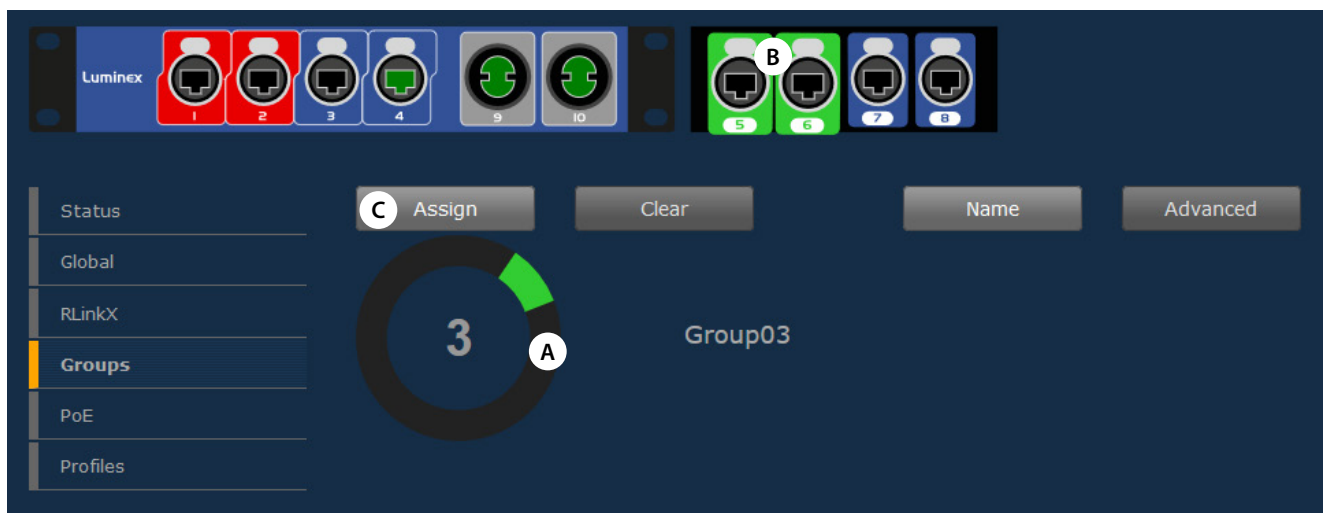 B
Luminex
1 2 3 4 9 10 5 6 7 8
Status
C Assign Clear Name Advanced
Global
RLinkX
3
Group03
A
Groups
PoE
Profiles